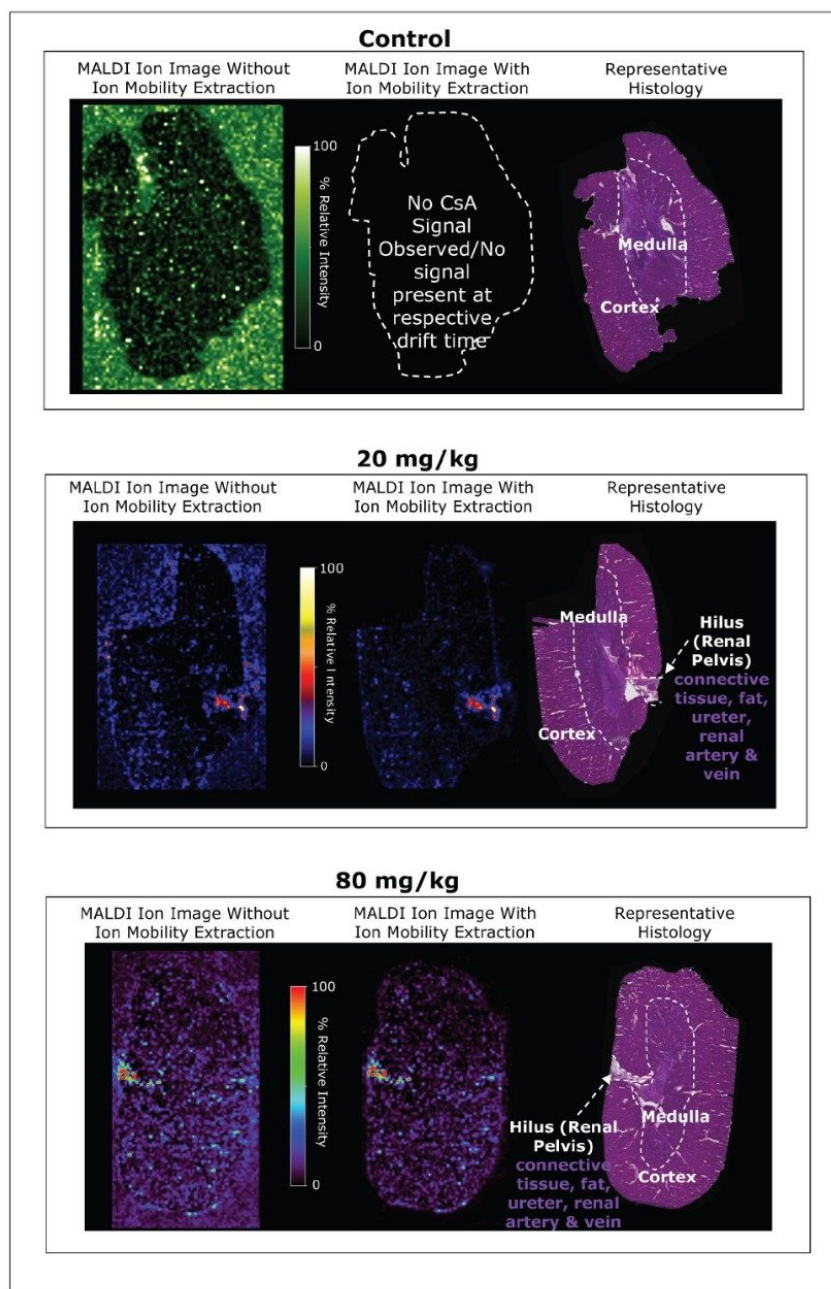 Control
MALDI Ion Image Without
Ion Mobility Extraction
MALDI Ion Image With
Ion Mobility Extraction
Representative
Histology
100
% Relative Intensity
0
No CsA
Signal
Observed/No
signal
present at
respective
drift time
Medulla
Cortex
20 mg/kg
MALDI Ion Image Without
Ion Mobility Extraction
MALDI Ion Image With
Ion Mobility Extraction
Representative
Histology
100
% Relative Intensity
0
Medulla
Cortex
Hilus
(Renal
Pelvis)
connective
tissue, fat,
ureter,
renal
artery &
vein
80 mg/kg
MALDI Ion Image Without
Ion Mobility Extraction
MALDI Ion Image With
Ion Mobility Extraction
Representative
Histology
100
% Relative Intensity
0
Hilus (Renal
Pelvis)
connective
tissue, fat,
ureter, renal
artery & vein
Medulla
Cortex